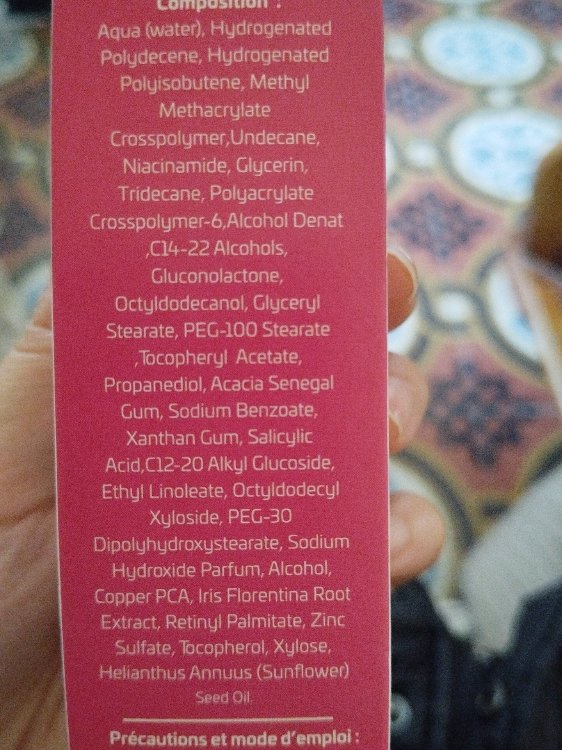 Composition :
Aqua (water), Hydrogenated
Polydecene, Hydrogenated
Polyisobutene, Methyl
Methacrylate
Crosspolymer,Undecane,
Niacinamide, Glycerin,
Tridecane, Polyacrylate
Crosspolymer-6,Alcohol Denat
,C14-22 Alcohols,
Gluconolactone,
Octyldodecanol, Glyceryl
Stearate, PEG-100 Stearate
,Tocopheryl Acetate,
Propanediol, Acacia Senegal
Gum, Sodium Benzoate,
Xanthan Gum, Salicylic
Acid,C12-20 Alkyl Glucoside,
Ethyl Linoleate, Octyldodecyl
Xyloside, PEG-30
Dipolyhydroxystearate, Sodium
Hydroxide Parfum, Alcohol,
Copper PCA, Iris Florentina Root
Extract, Retinyl Palmitate, Zinc
Sulfate, Tocopherol, Xylose,
Helianthus Annuus (Sunflower)
Seed Oil.
Précautions et mode d'emploi :